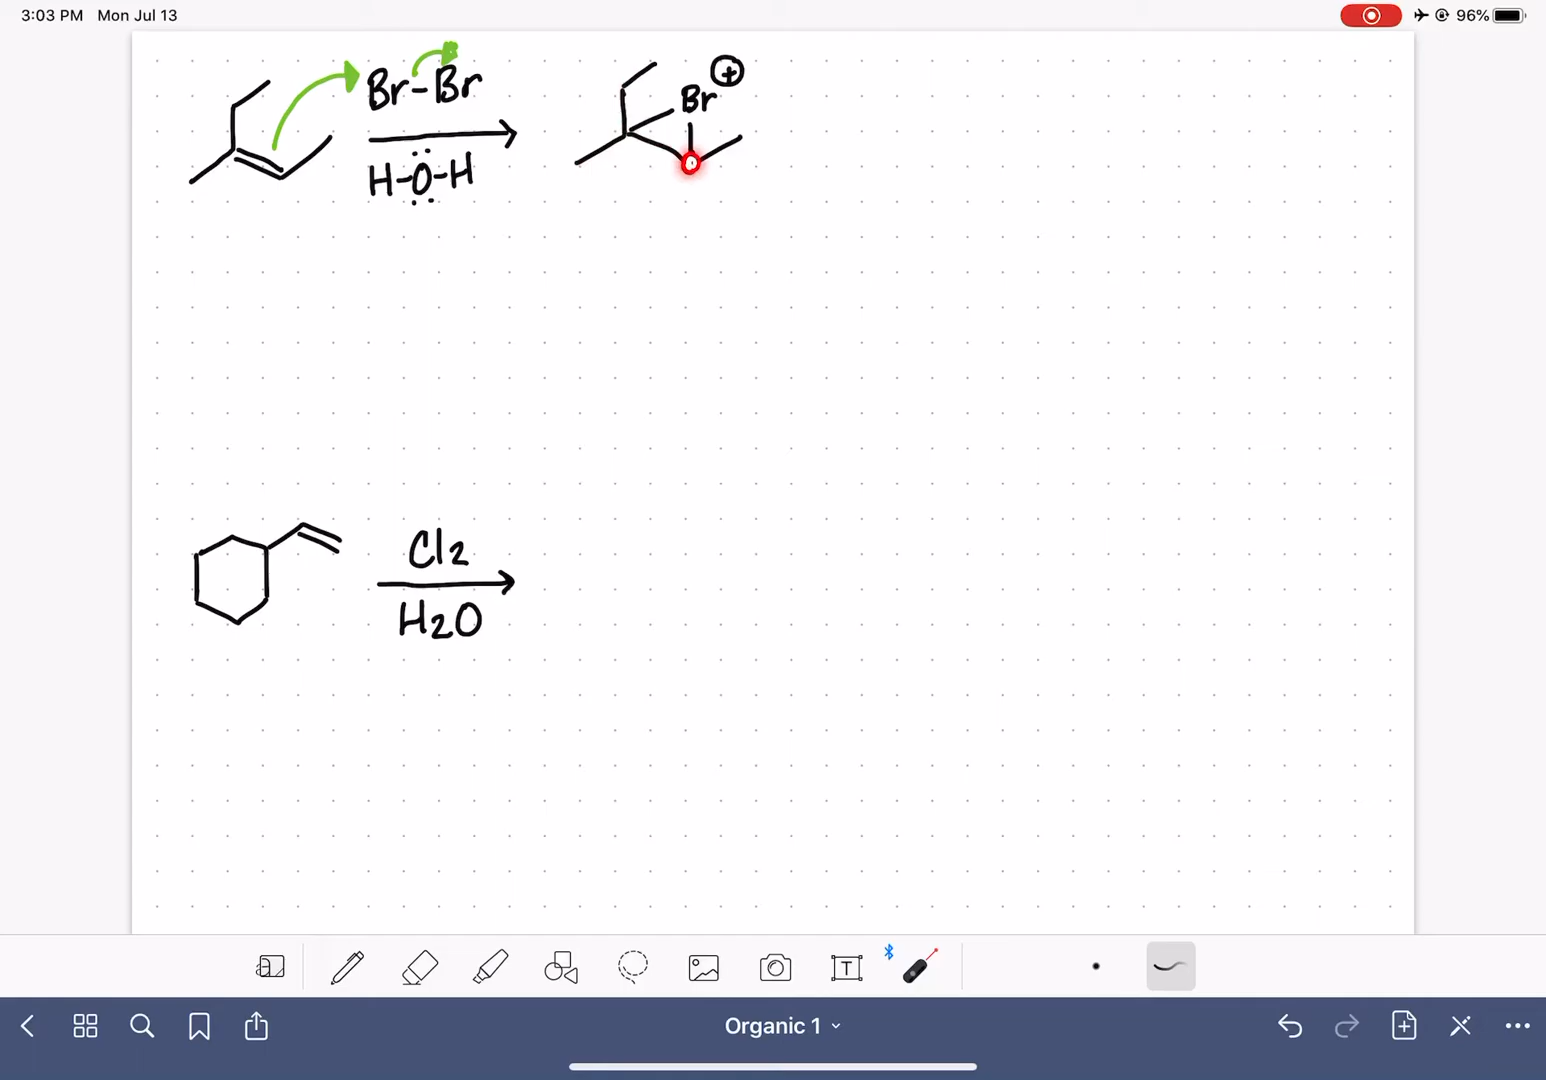 3:03 PM Mon Jul 13
96%
Br-Br
H-O-H
Br +
Cl2
H2O
T
Organic 1